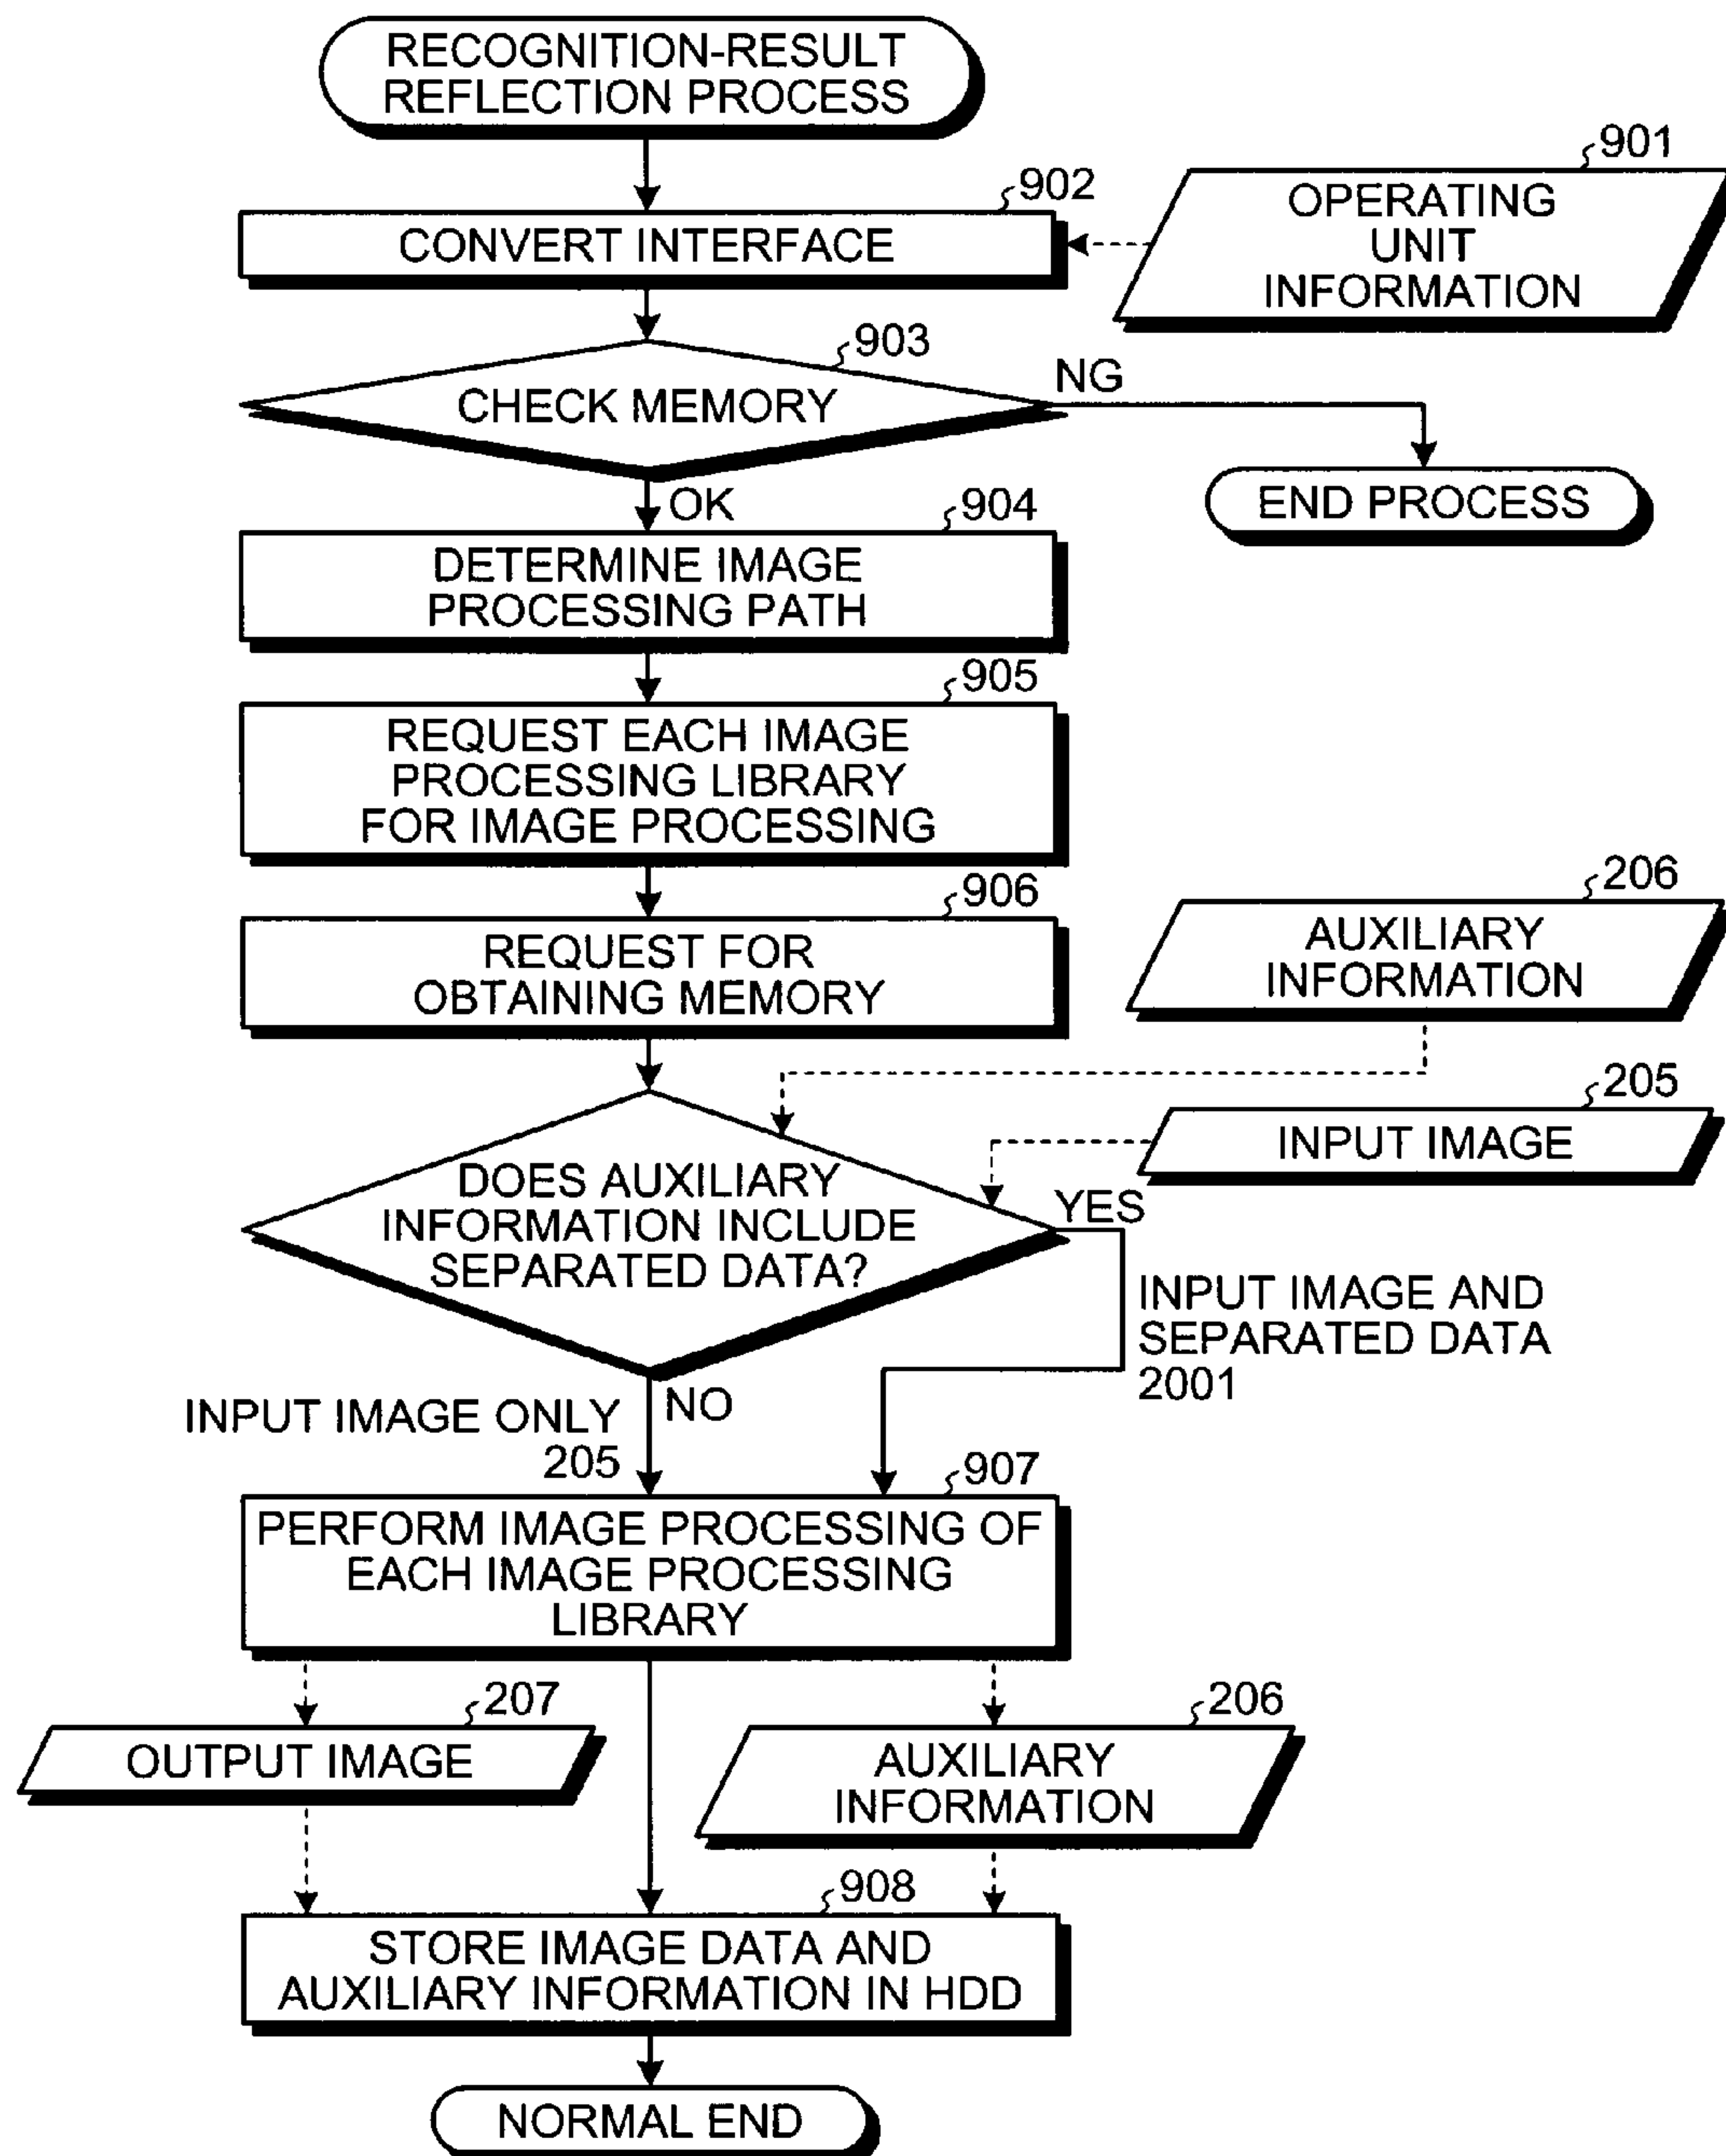 RECOGNITION-RESULT
REFLECTION PROCESS
901
OPERATING
UNIT
INFORMATION
902
CONVERT INTERFACE
903
CHECK MEMORY
NG
END PROCESS
OK
904
DETERMINE IMAGE
PROCESSING PATH
905
REQUEST EACH IMAGE
PROCESSING LIBRARY
FOR IMAGE PROCESSING
906
REQUEST FOR
OBTAINING MEMORY
206
AUXILIARY
INFORMATION
205
INPUT IMAGE
DOES AUXILIARY
INFORMATION INCLUDE
SEPARATED DATA?
YES
INPUT IMAGE AND
SEPARATED DATA
2001
NO
INPUT IMAGE ONLY
205
907
PERFORM IMAGE PROCESSING OF
EACH IMAGE PROCESSING
LIBRARY
207
OUTPUT IMAGE
206
AUXILIARY
INFORMATION
908
STORE IMAGE DATA AND
AUXILIARY INFORMATION IN HDD
NORMAL END